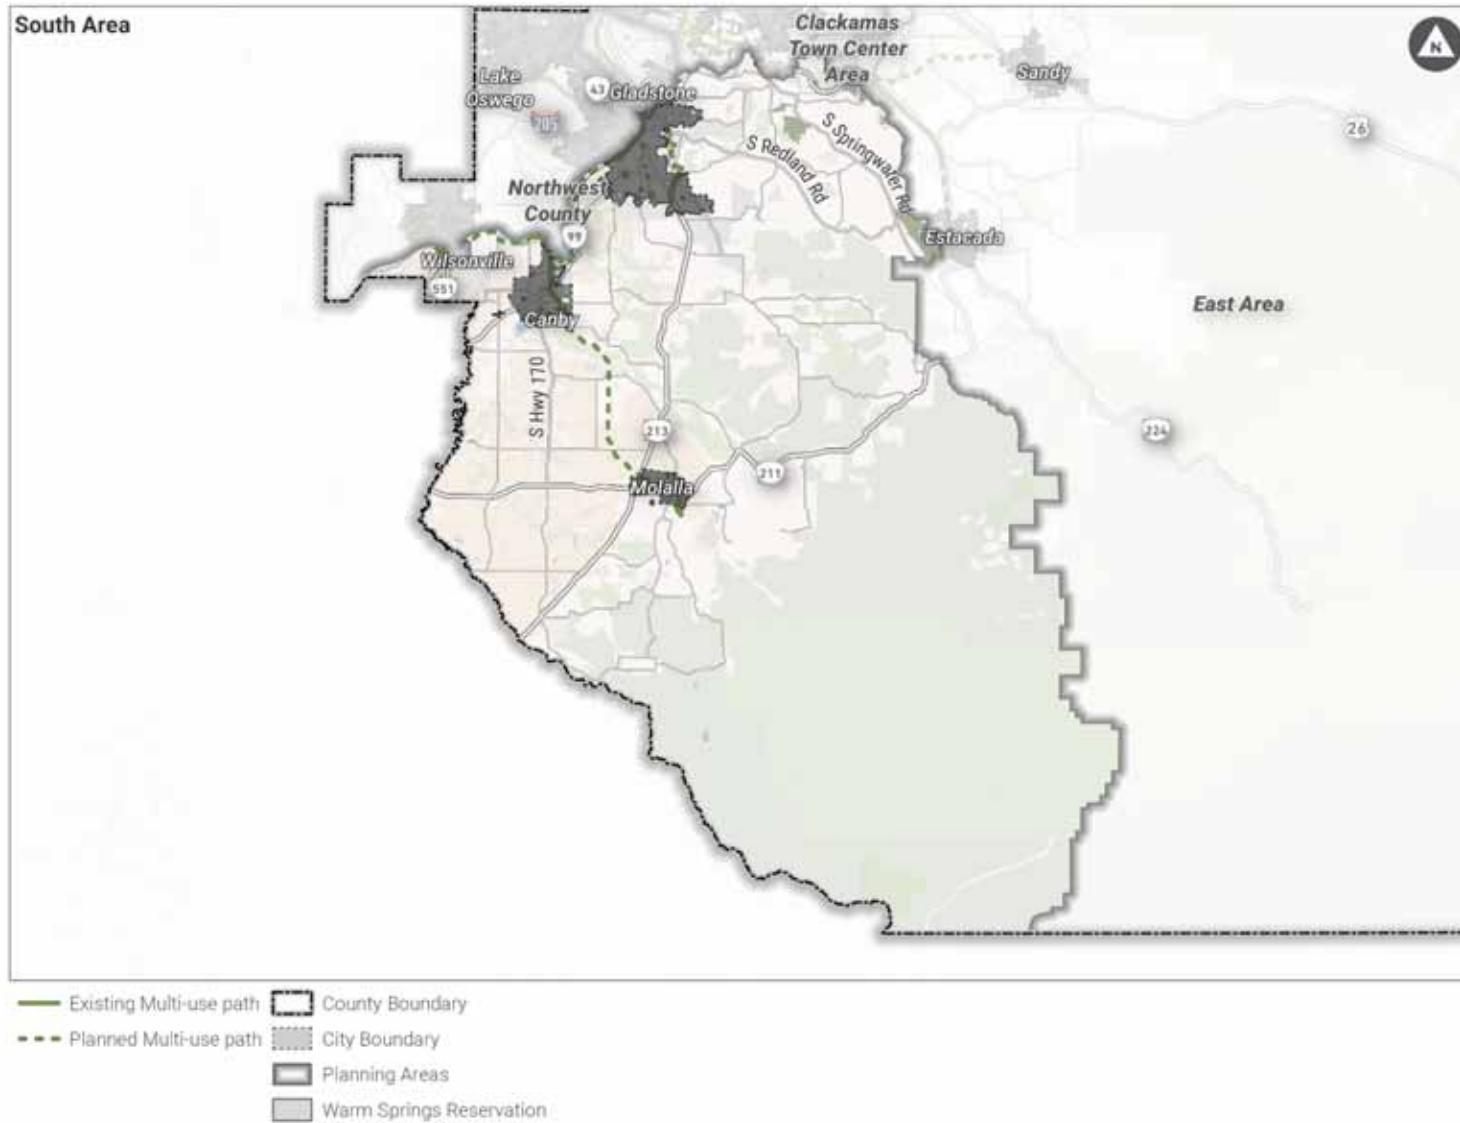 South Area
N
Clackamas
Town Center
Area
Sandy
Lake
Oswego
43
Gladstone
205
26
S Springwater Rd
S Redland Rd
Northwest
County
99
Estacada
Wilsonville
551
Canby
East Area
S Hwy 170
213
224
211
Molalla
Existing Multi-use path
County Boundary
Planned Multi-use path
City Boundary
Planning Areas
Warm Springs Reservation